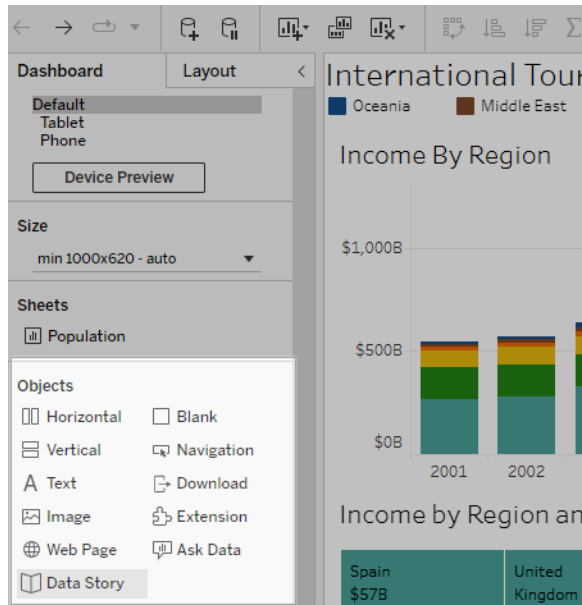 Dashboard
Layout
Default
Tablet
Phone
Device Preview
Size
min 1000x620 - auto
Sheets
Population
Objects
Horizontal
Blank
Vertical
Navigation
Text
Download
Image
Extension
Web Page
Ask Data
Data Story
International Tour
Oceania
Middle East
Income By Region
$1,000B
$500B
$0B
2001
2002
Income by Region an
Spain
$57B
United
Kingdom